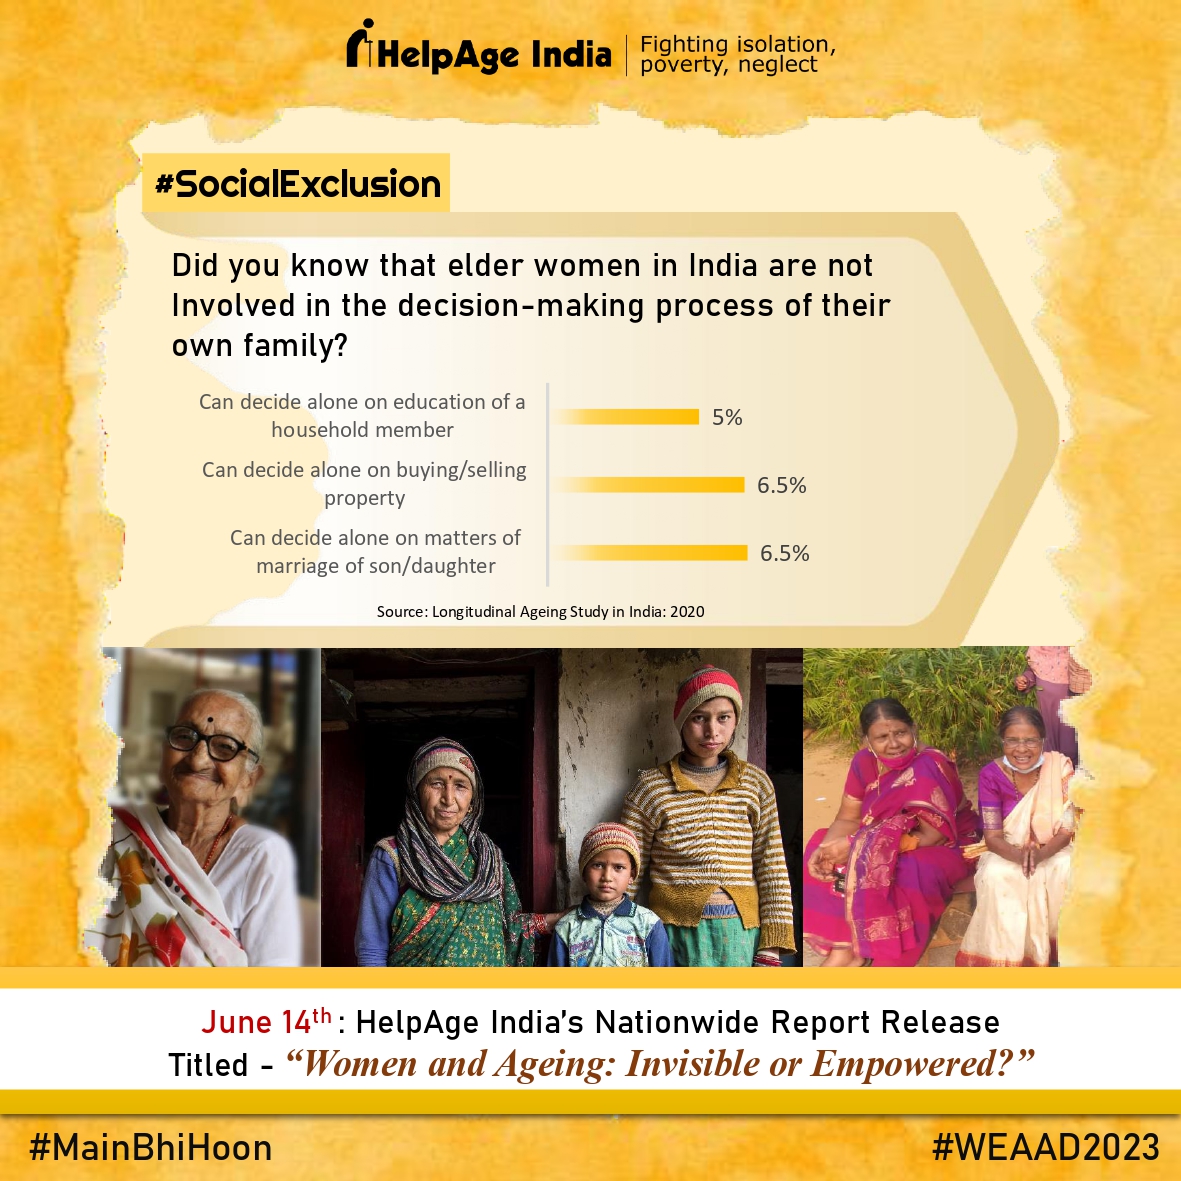 HelpAge India
Fighting isolation,
poverty, neglect
#SocialExclusion
Did you know that elder women in India are not
Involved in the decision-making process of their
own family?
Can decide alone on education of a
household member
5%
Can decide alone on buying/selling
property
6.5%
Can decide alone on matters of
marriage of son/daughter
6.5%
Source: Longitudinal Ageing Study in India: 2020
June 14th : HelpAge India’s Nationwide Report Release
Titled - “Women and Ageing: Invisible or Empowered?”
#MainBhiHoon
#WEAAD2023